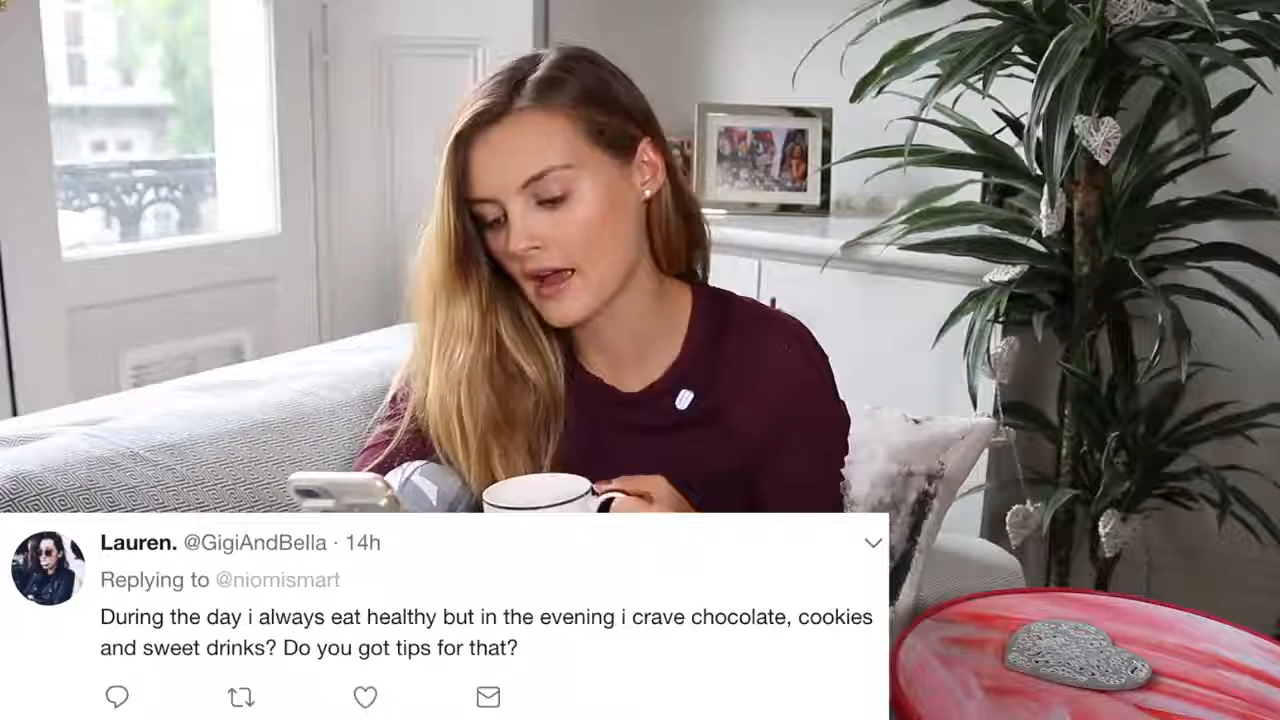 Lauren. @GigiAndBella · 14h
Replying to @niomismart
During the day i always eat healthy but in the evening i crave chocolate, cookies
and sweet drinks? Do you got tips for that?